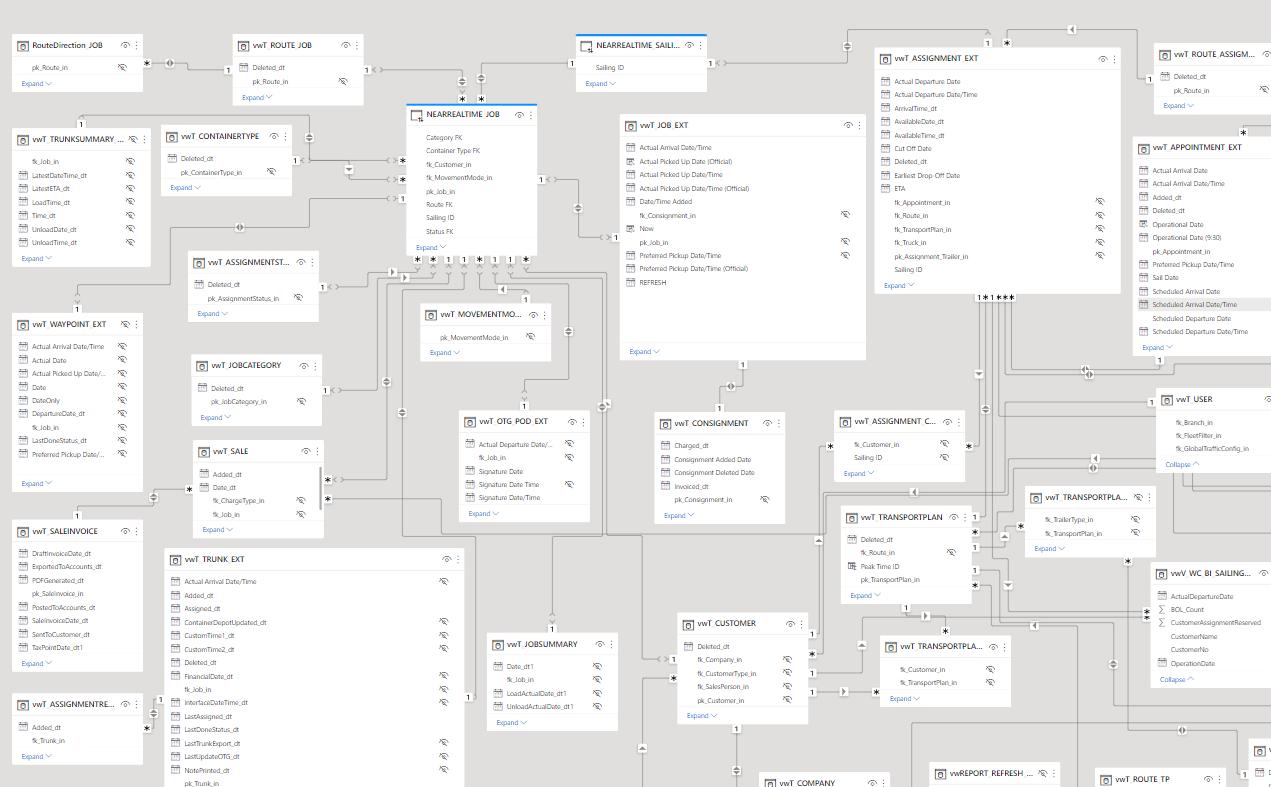 RouteDirection_JOB
pk_Route_in
Expand
vwT_ROUTE_JOB
Deleted_dt
pk_Route_in
Expand
NEARREALTIME_SAILI...
Sailing ID
Expand
vwT_ASSIGNMENT_EXT
Actual Departure Date
Actual Departure Date/Time
ArrivalTime_dt
AvailableDate_dt
AvailableTime_dt
Cut Off Date
Deleted_dt
Earliest Drop Off Date
ETA
fk_Appointment_in
fk_Route_in
fk_TransportPlan_in
fk_Truck_in
pk_Assignment_Trailer_in
Sailing ID
Expand
vwT_ROUTE_ASSIGM...
Deleted_dt
pk_Route_in
Expand
vwT_TRUNKSUMMARY_...
fk_Job_in
LatestDateTime_dt
LatestETA_dt
LoadTime_dt
Time_dt
UnloadDate_dt
UnloadTime_dt
Expand
vwT_CONTAINERTYPE
Deleted_dt
pk_ContainerType_in
Expand
NEARREALTIME_JOB
Category FK
Container Type FK
fk_Customer_in
fk_MovementMode_in
pk_Job_in
Route FK
Sailing ID
Status FK
Expand
vwT_JOB_EXT
Actual Arrival Date/Time
Actual Picked Up Date (Official)
Actual Picked Up Date/Time
Actual Picked Up Date/Time (Official)
Date/Time Added
fk_Consignment_in
Now
pk_Job_in
Preferred Pickup Date/Time
Preferred Pickup Date/Time (Official)
REFRESH
Expand
vwT_APPOINTMENT_EXT
Actual Arrival Date
Actual Arrival Date/Time
Added_dt
Deleted_dt
Operational Date
Operational Date (9:30)
pk_Appointment_in
Preferred Pickup Date/Time
Sail Date
Scheduled Arrival Date
Scheduled Arrival Date/Time
Scheduled Departure Date
Scheduled Departure Date/Time
Expand
vwT_ASSIGNMENTST...
Deleted_dt
pk_AssignmentStatus_in
Expand
vwT_WAYPOINT_EXT
Actual Arrival Date/Time
Actual Date
Actual Picked Up Date/...
Date
DateOnly
DepartureDate_dt
fk_Job_in
LastDoneStatus_dt
Preferred Pickup Date/...
Expand
vwT_MOVEMENTMO...
pk_MovementMode_in
Expand
vwT_JOBCATEGORY
Deleted_dt
pk_JobCategory_in
Expand
vwT_SALE
Added_dt
Date_dt
fk_ChargeType_in
fk_Job_in
Expand
vwT_OTG_POD_EXT
Actual Departure Date/...
fk_Job_in
Signature Date
Signature Date Time
Signature Date/Time
Expand
vwT_CONSIGNMENT
Charged_dt
Consignment Added Date
Consignment Deleted Date
Invoiced_dt
pk_Consignment_in
Expand
vwT_ASSIGNMENT_C...
fk_Customer_in
Sailing ID
Expand
vwT_USER
fk_Branch_in
fk_FleetFilter_in
fk_GlobalTrafficConfig_in
Collapse
vwT_TRANSPORTPLAN
Deleted_dt
fk_Route_in
Peak Time ID
pk_TransportPlan_in
Expand
vwT_TRANSPORTPLA...
fk_TrailerType_in
fk_TransportPlan_in
Expand
vwT_SALEINVOICE
DraftInvoiceDate_dt
ExportedToAccounts_dt
PDFGenerated_dt
pk_SaleInvoice_in
PostedToAccounts_dt
SaleInvoiceDate_dt
SentToCustomer_dt
TaxPointDate_dt1
Expand
vwT_TRUNK_EXT
Actual Arrival Date/Time
Added_dt
Assigned_dt
ContainerDepotUpdated_dt
CustomTime1_dt
CustomTime2_dt
Deleted_dt
FinancialDate_dt
fk_Job_in
InterfaceDateTime_dt
LastAssigned_dt
LastDoneStatus_dt
LastTrunkExport_dt
LastUpdateOTG_dt
NotePrinted_dt
pk_Trunk_in
vwV_WC_BI_SAILING...
ActualDepartureDate
BOL_Count
CustomerAssignmentReserved
CustomerName
CustomerNo
OperationDate
Collapse
vwT_JOBSUMMARY
Date_dt1
fk_Job_in
LoadActualDate_dt1
UnloadActualDate_dt1
Expand
vwT_CUSTOMER
Deleted_dt
fk_Company_in
fk_CustomerType_in
fk_SalesPerson_in
pk_Customer_in
Expand
vwT_TRANSPORTPLA...
fk_Customer_in
fk_TransportPlan_in
Expand
vwT_ASSIGNMENTRE...
Added_dt
fk_Trunk_in
Expand
vwT_COMPANY
vwREPORT_REFRESH_...
vwT_ROUTE_TP